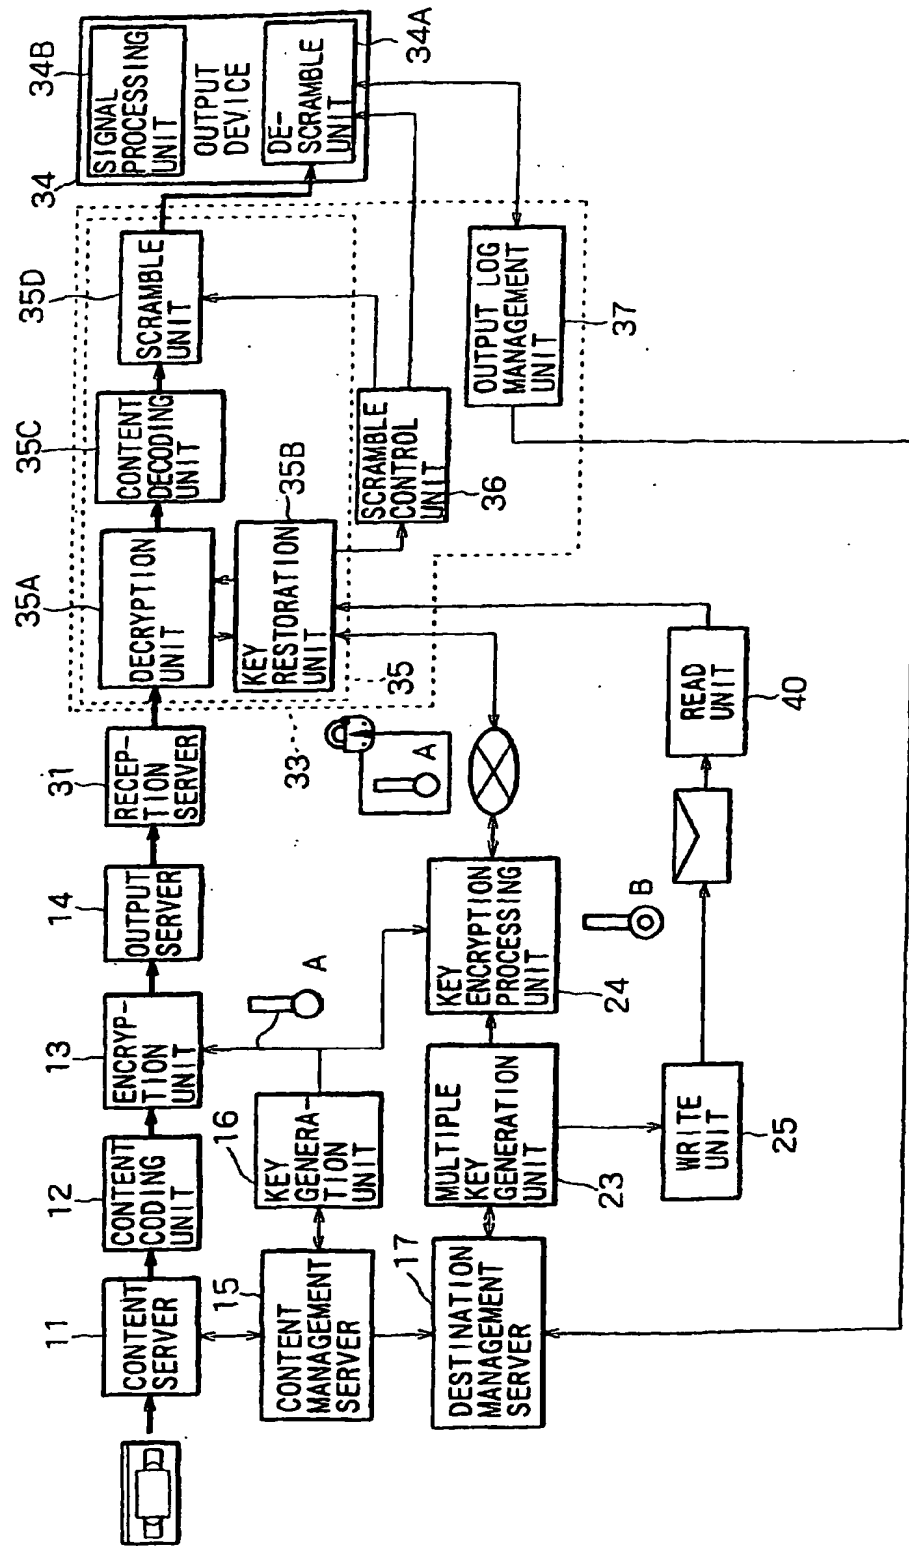 11
CONTENT
SERVER
12
CONTENT
CODING
UNIT
13
ENCRYP-
TION
UNIT
14
OUTPUT
SERVER
31
RECEP-
TION
SERVER
35A
DECRYPTION
UNIT
35C
CONTENT
DECODING
UNIT
35D
SCRAMBLE
UNIT
34
34B
SIGNAL
PROCESSING
UNIT
OUTPUT
DEVICE
DE-
SCRAMBLE
UNIT
34A
15
CONTENT
MANAGEMENT
SERVER
16
KEY
GENERA-
TION
UNIT
A
33
35
KEY
RESTORATION
UNIT
35B
A
SCRAMBLE
CONTROL
UNIT
36
OUTPUT LOG
MANAGEMENT
UNIT
37
17
DESTINATION
MANAGEMENT
SERVER
MULTIPLE
KEY
GENERATION
UNIT
23
KEY
ENCRYPTION
PROCESSING
UNIT
24
B
WRITE
UNIT
25
READ
UNIT
40